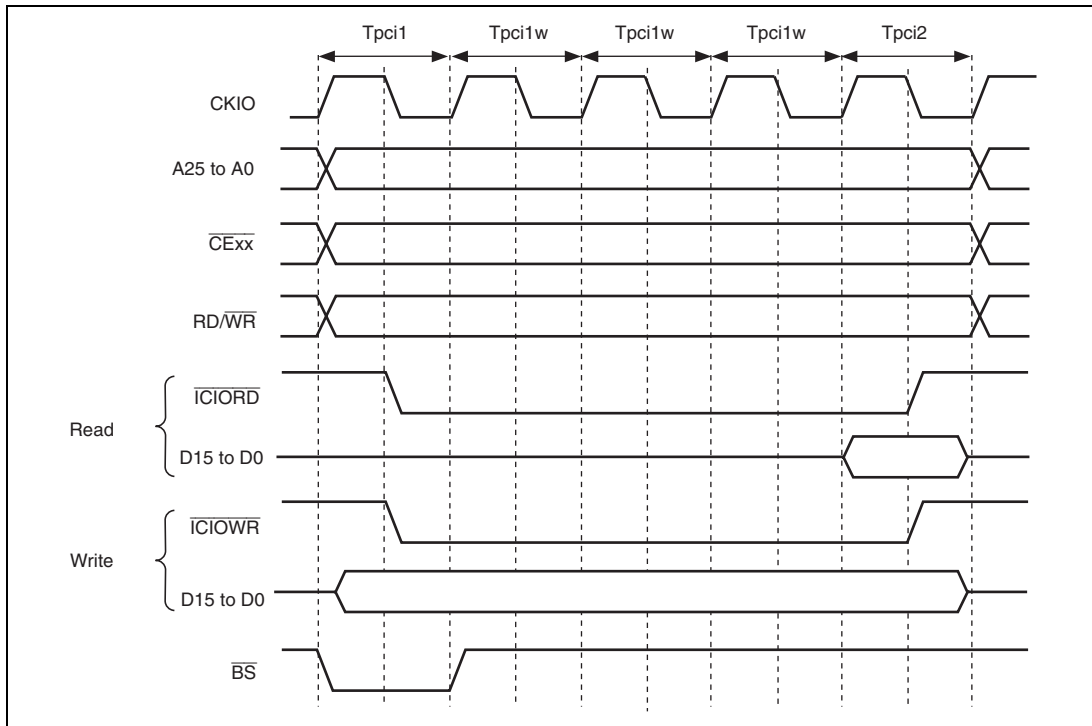 Tpci1 Tpci1w Tpci1w Tpci1w Tpci2
CKIO
A25 to A0
CExx
RD/WR
ICIORD
Read
D15 to D0
ICIOWR
Write
D15 to D0
BS